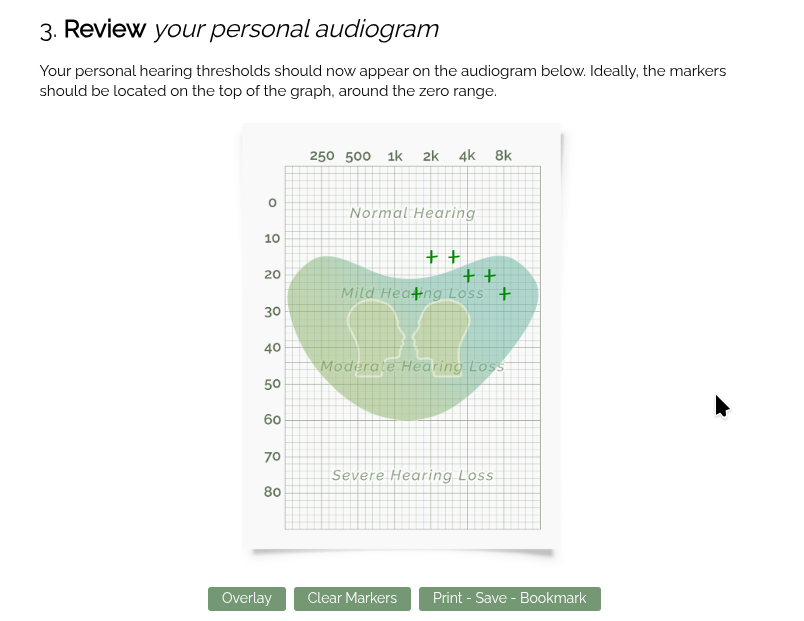 3. Review your personal audiogram
Your personal hearing thresholds should now appear on the audiogram below. Ideally, the markers
should be located on the top of the graph, around the zero range.
250 500 1k 2k 4k 8k
0
Normal Hearing
10
20
Mild Hearing Loss
30
40
Moderate Hearing Loss
50
60
70
Severe Hearing Loss
80
Overlay
Clear Markers
Print - Save - Bookmark